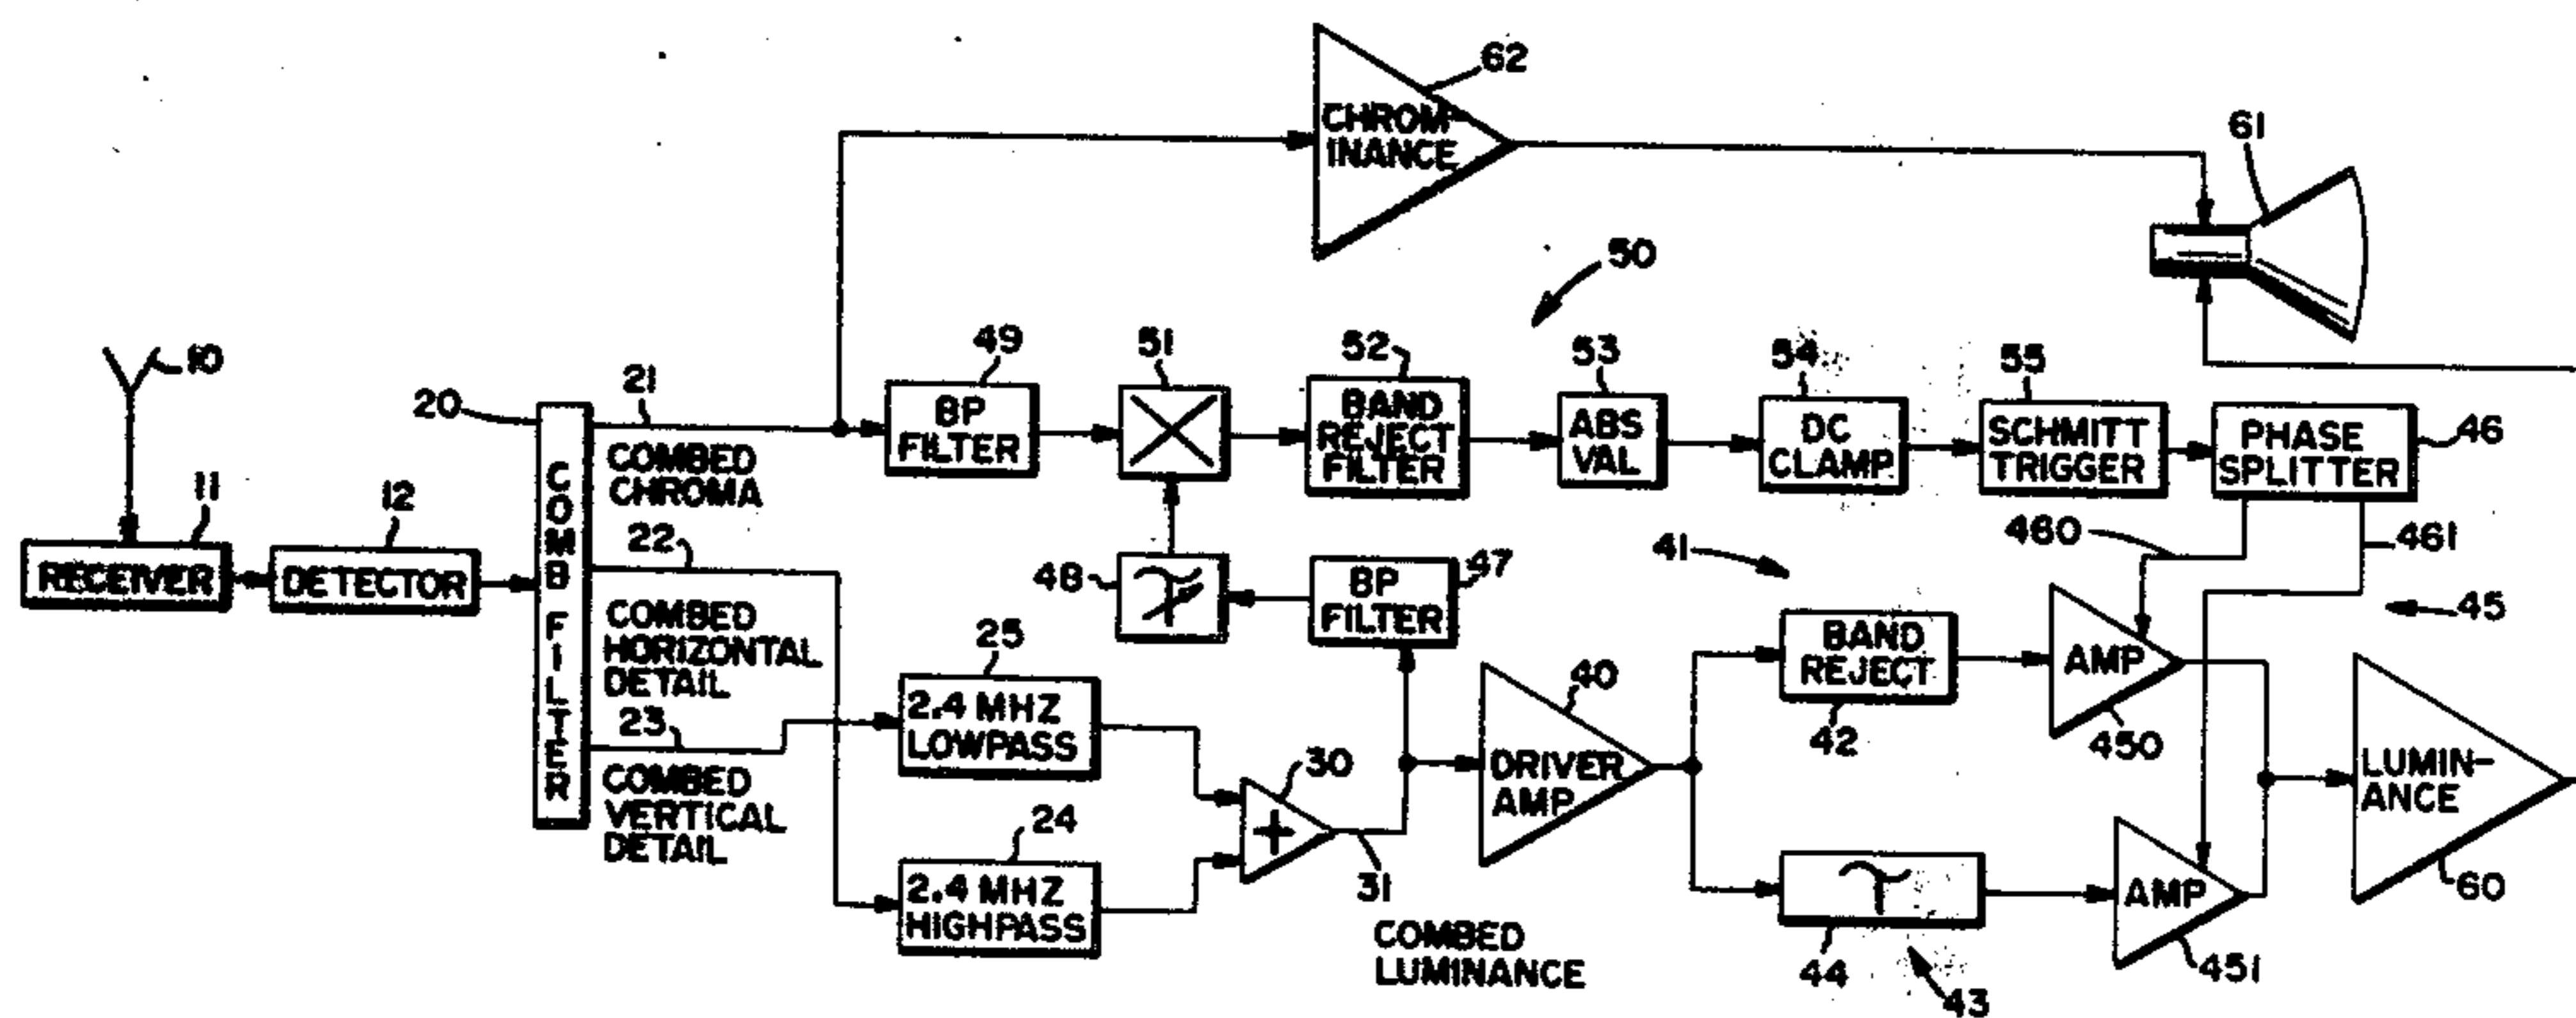 62
CHROM-
INANCE
61
50
10
20
21
49
51
52
53
54
55
46
BP
FILTER
BAND
REJECT
FILTER
ABS
VAL
DC
CLAMP
SCHMITT
TRIGGER
PHASE
SPLITTER
COMBED
CHROMA
11
12
RECEIVER
DETECTOR
COMB FILTER
22
48
BP
FILTER
47
41
460
461
45
COMBED
HORIZONTAL
DETAIL
23
25
2.4 MHZ
LOWPASS
COMBED
VERTICAL
DETAIL
24
2.4 MHZ
HIGHPASS
30
+
31
COMBED
LUMINANCE
40
DRIVER
AMP
BAND
REJECT
42
AMP
450
44
43
AMP
451
LUMIN-
ANCE
60